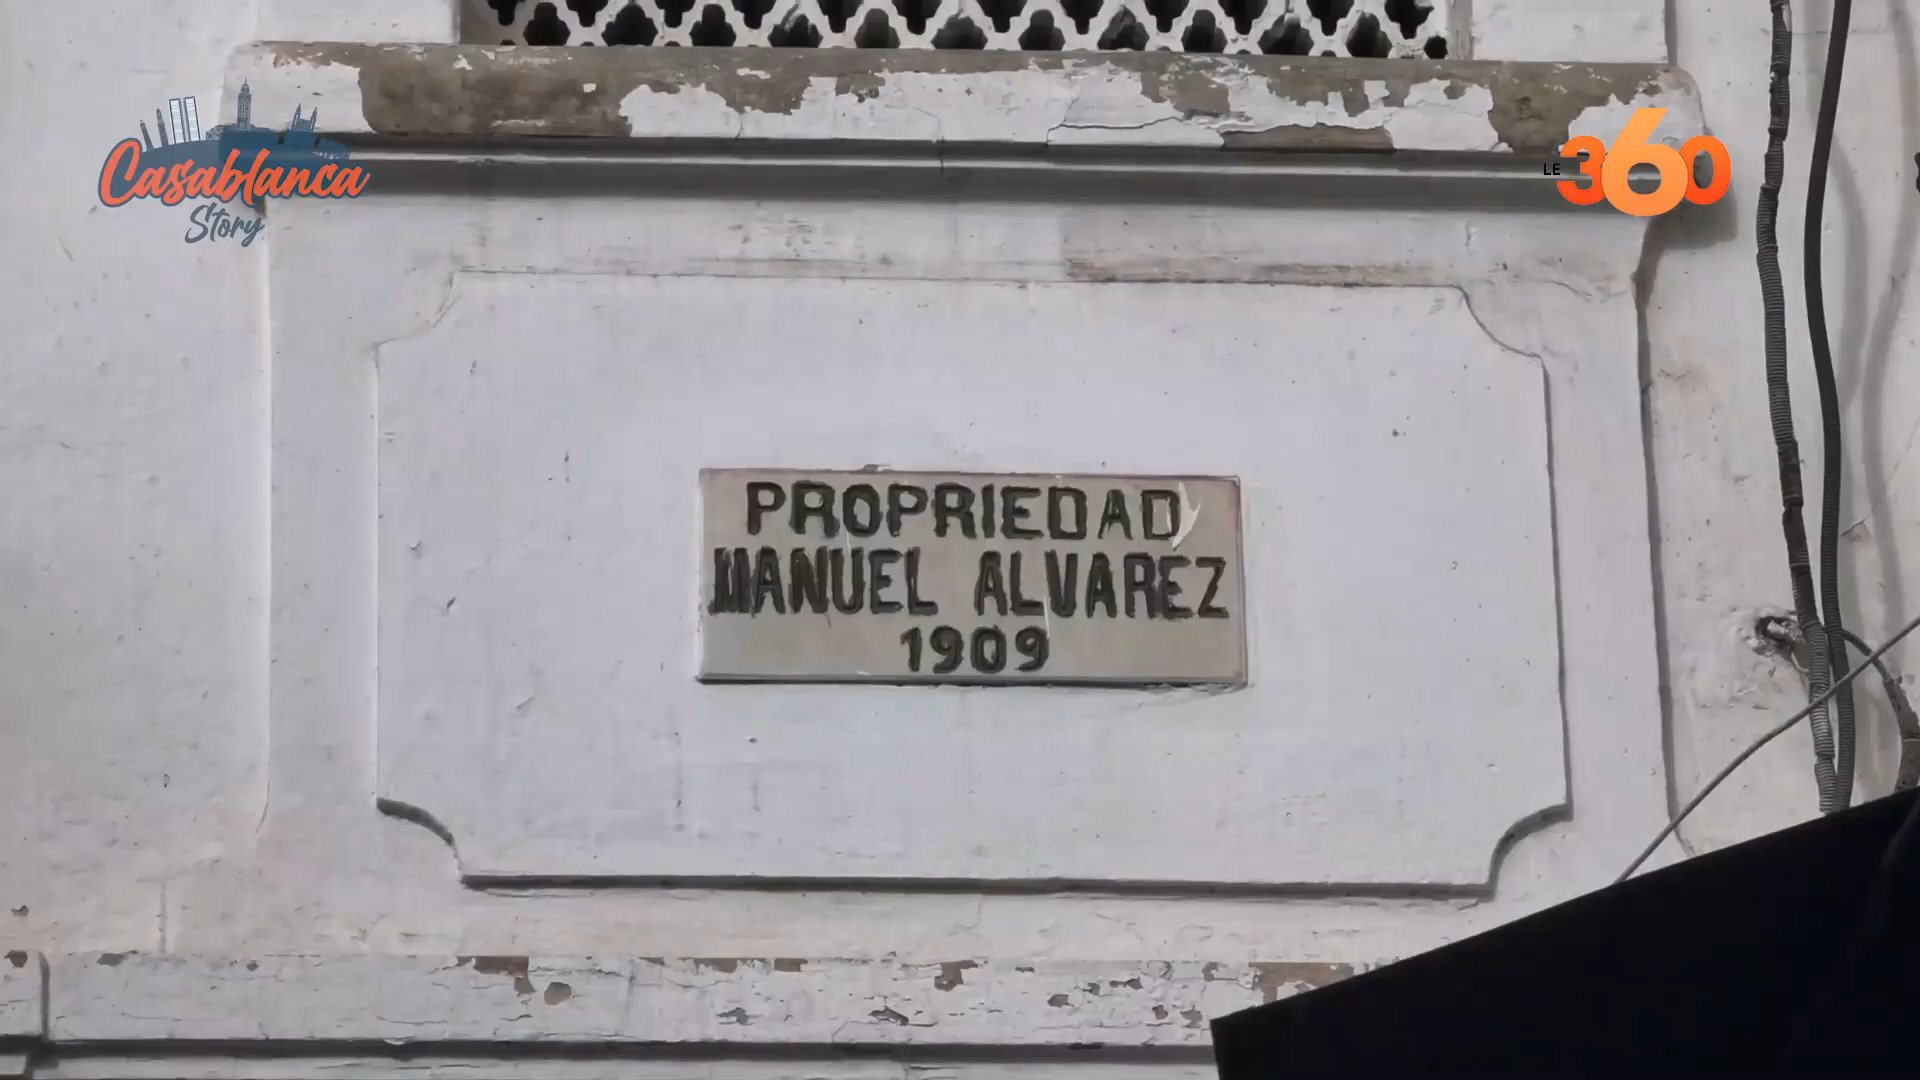 Casablanca
Story
LE 360
PROPRIEDAD
MANUEL ALVAREZ
1909